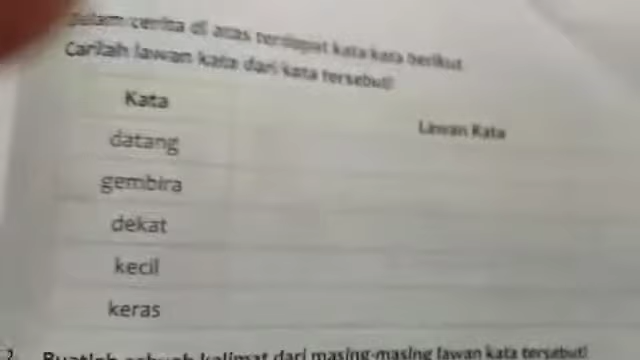 dalam cerita di atas terdapat kata-kata berikut
Carilah lawan kata dari kata tersebut!
Kata
Lawan Kata
datang
gembira
dekat
kecil
keras
2. Buatlah sebuah kalimat dari masing-masing lawan kata tersebut!